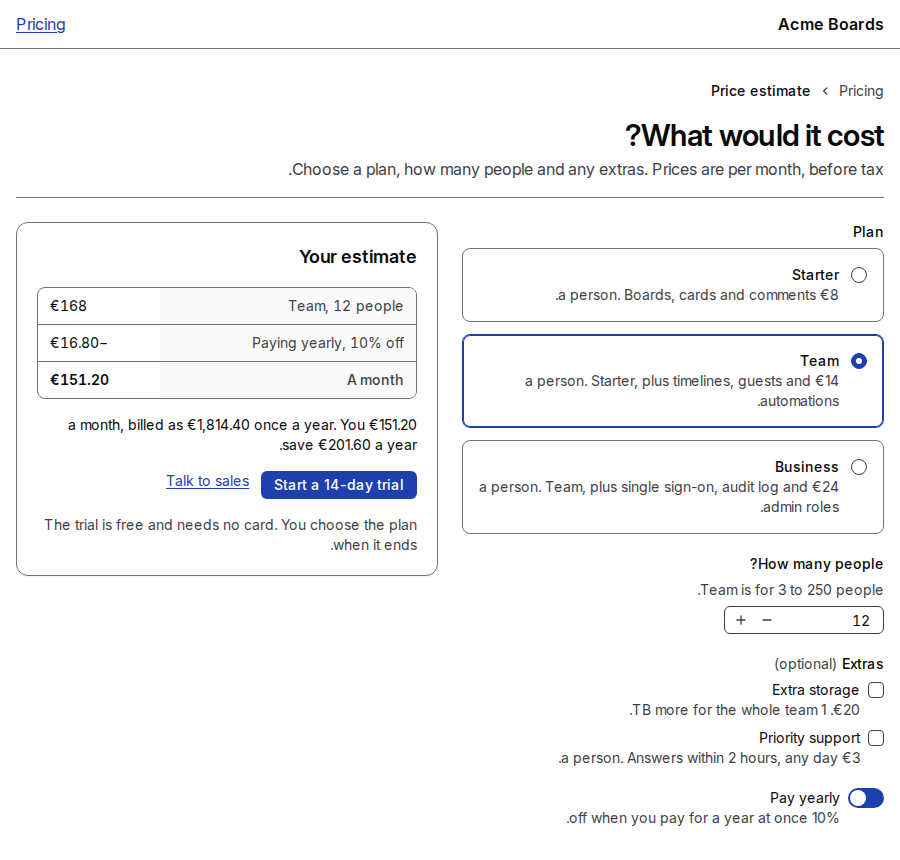 Acme Boards
Pricing
Pricing
‹
Price estimate
?What would it cost
.Choose a plan, how many people and any extras. Prices are per month, before tax
Plan
Starter
.a person. Boards, cards and comments €8
Team
a person. Starter, plus timelines, guests and €14
.automations
Business
a person. Team, plus single sign-on, audit log and €24
.admin roles
?How many people
.Team is for 3 to 250 people
12
− +
(optional) Extras
Extra storage
.TB more for the whole team 1 .€20
Priority support
.a person. Answers within 2 hours, any day €3
Pay yearly
.off when you pay for a year at once 10%
Your estimate
Team, 12 people
€168
Paying yearly, 10% off
€16.80−
A month
€151.20
a month, billed as €1,814.40 once a year. You €151.20
.save €201.60 a year
Start a 14-day trial
Talk to sales
The trial is free and needs no card. You choose the plan
.when it ends